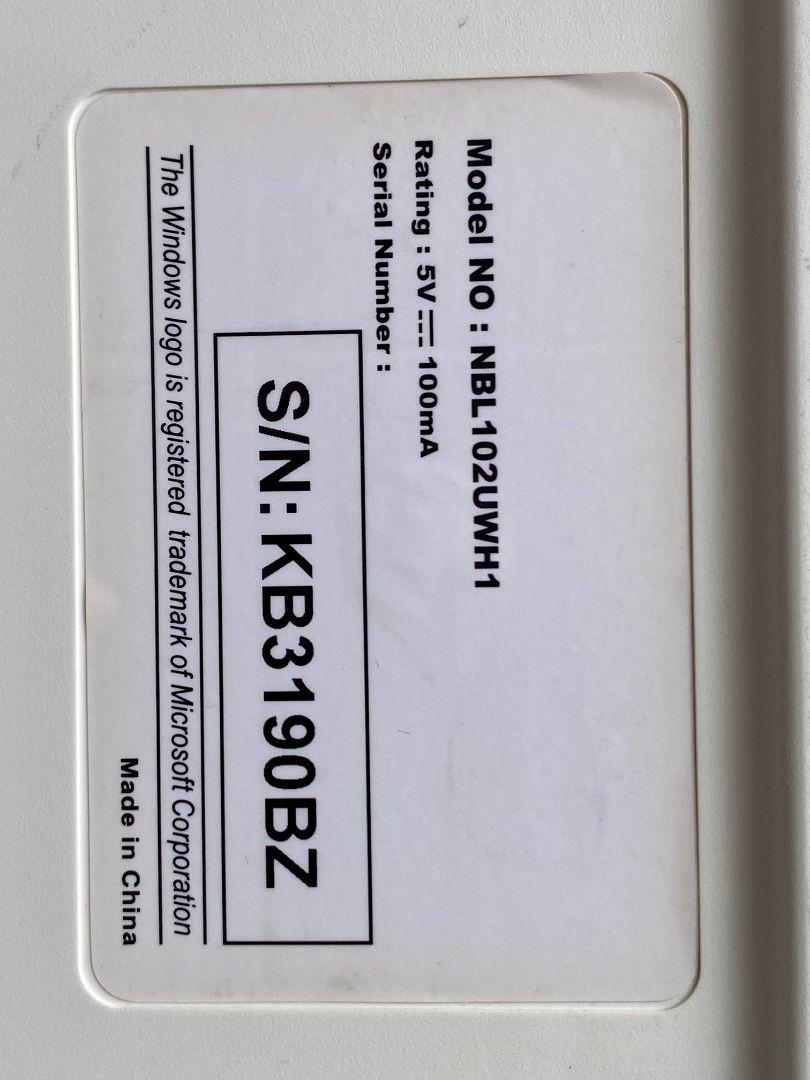 Model NO : NBL102UWH1
Rating : 5V ⎓ 100mA
Serial Number :
S/N: KB3190BZ
The Windows logo is registered trademark of Microsoft Corporation
Made in China